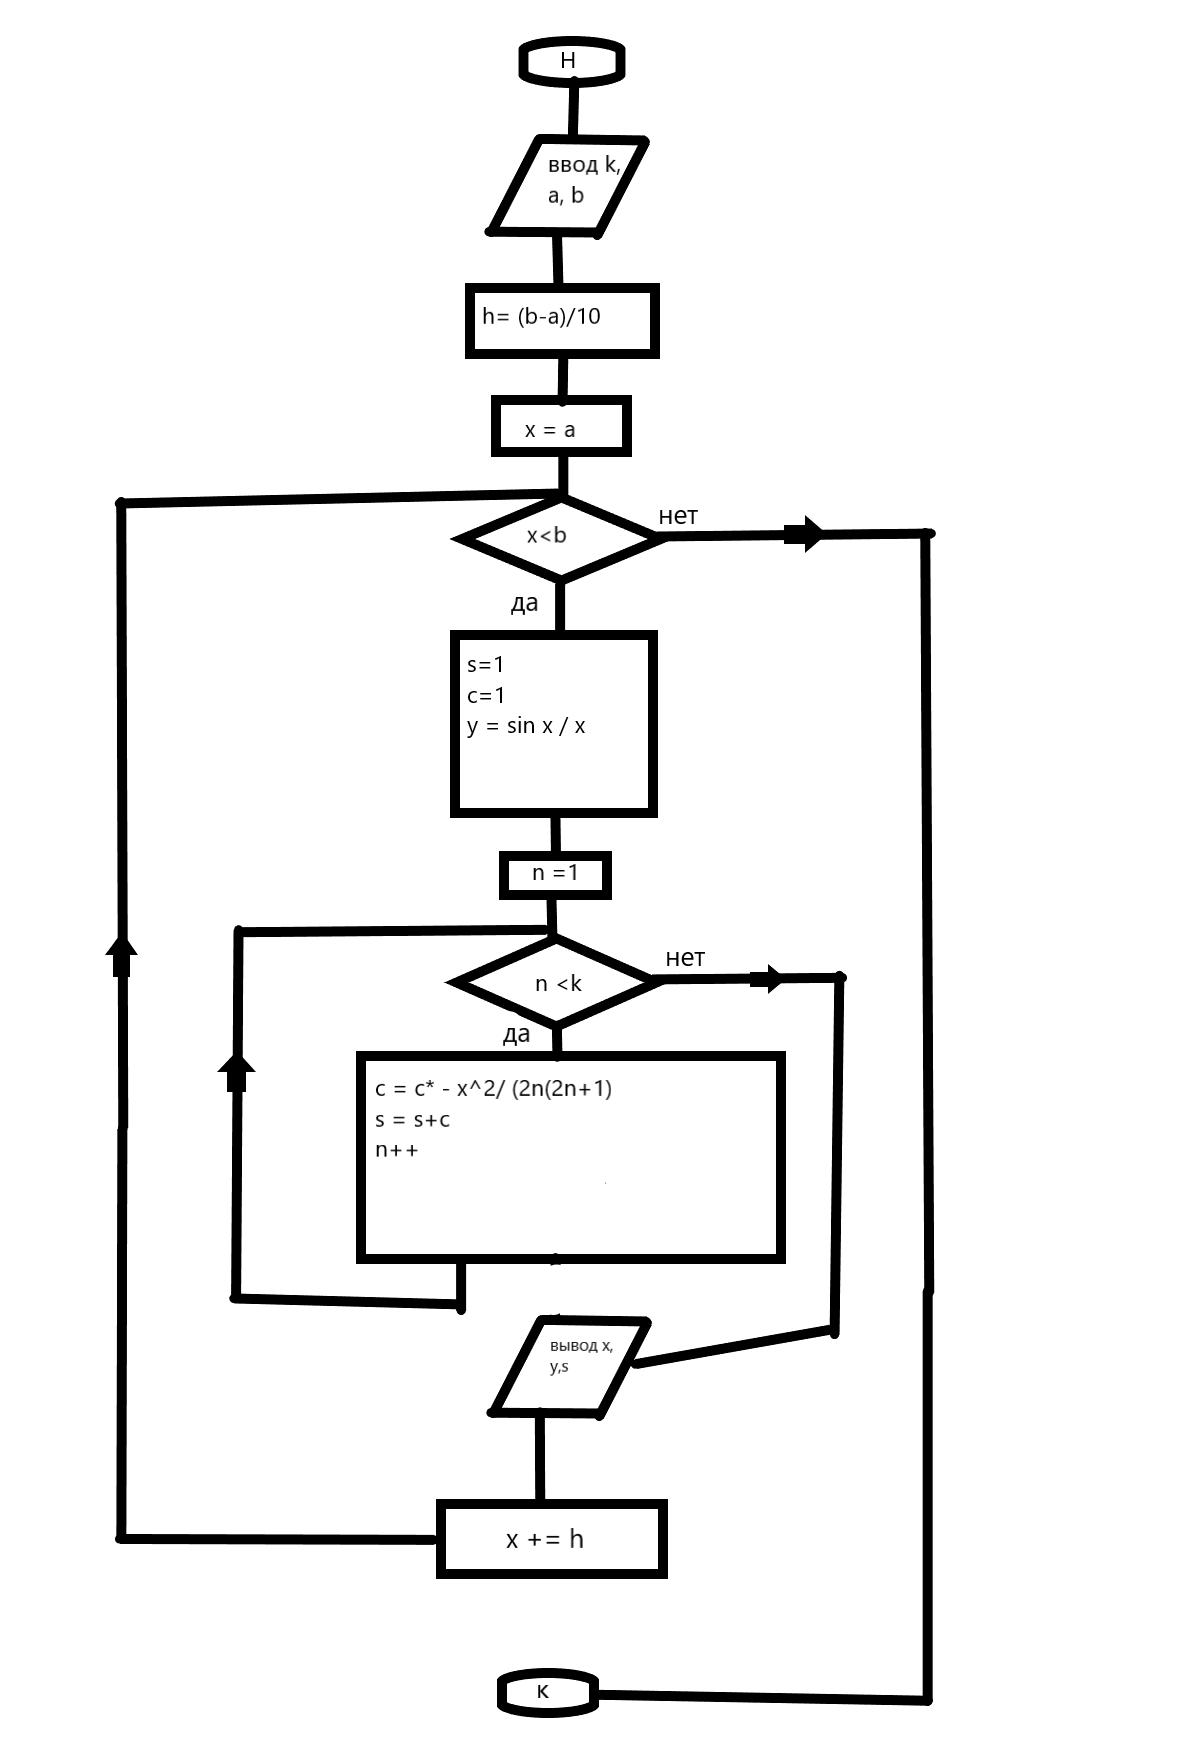 Н
ввод k,
a, b
h= (b-a)/10
x = a
x<b
нет
да
s=1
c=1
y = sin x / x
n =1
n <k
нет
да
c = c* - x^2/ (2n(2n+1)
s = s+c
n++
вывод x,
y,s
x += h
К